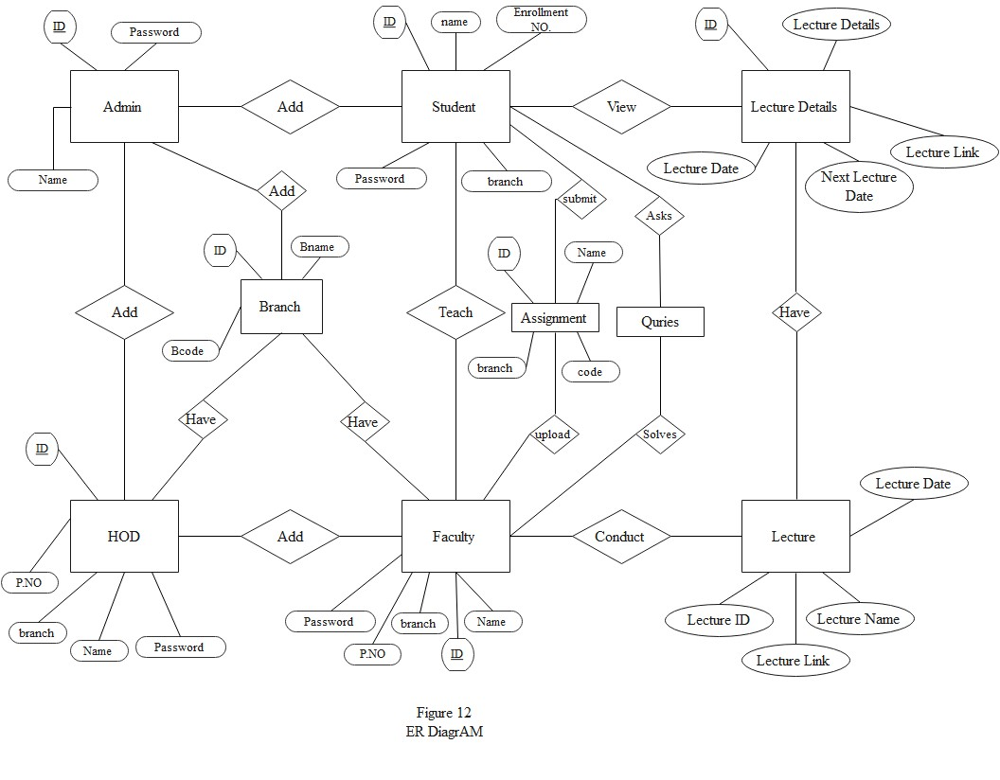 ID
Password
ID
name
Enrollment
NO.
ID
Lecture Details
Admin
Add
Student
View
Lecture Details
Lecture Link
Name
Password
branch
Lecture Date
Next Lecture
Date
Add
submit
Asks
ID
Bname
ID
Name
Branch
Add
Teach
Assignment
Quries
Have
Bcode
branch
code
Have
Have
upload
Solves
ID
Lecture Date
HOD
Add
Faculty
Conduct
Lecture
P.NO
branch
Name
Password
Password
branch
Name
P.NO
ID
Lecture ID
Lecture Name
Lecture Link
Figure 12
ER DiagrAM